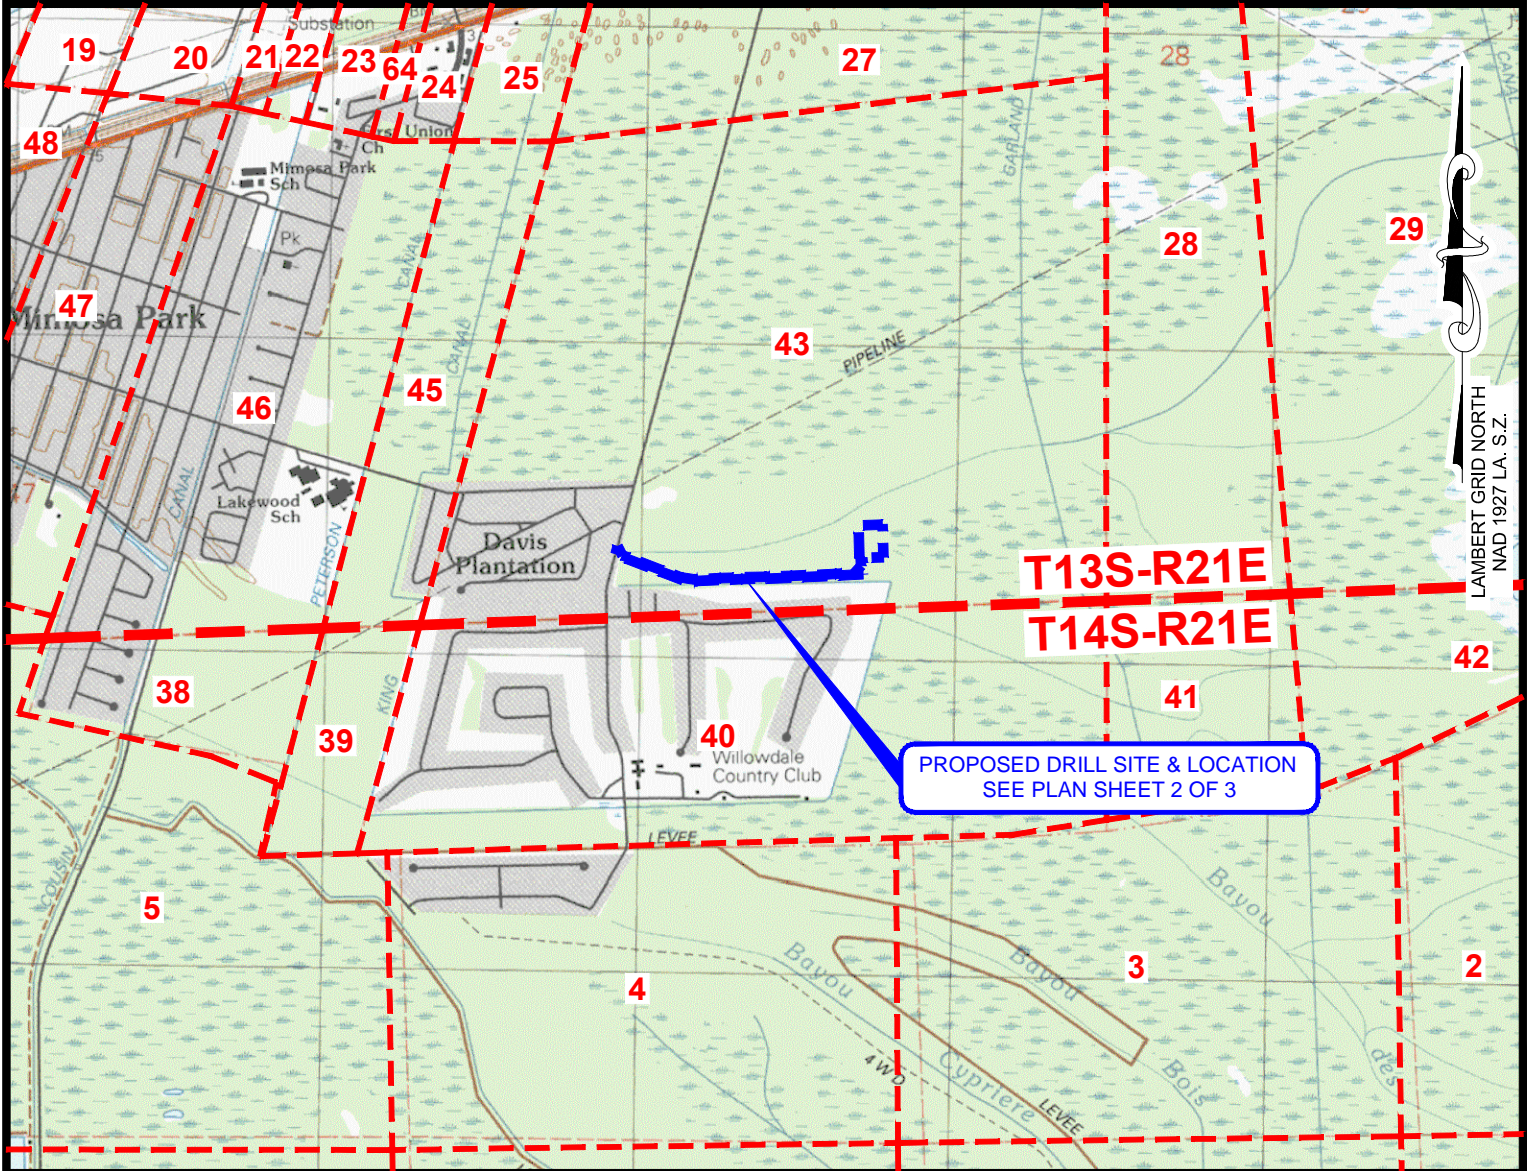 Substation
19
20
21
22
23
64
24
25
27
28
28
48
First Union
Ch
Mimosa Park
Sch
GARLAND
CANAL
Pk
29
28
47
Mimosa Park
CANAL
CANAL
43
PIPELINE
45
46
LAMBERT GRID NORTH
NAD 1927 LA. S.Z.
CANAL
Lakewood
Sch
PETERSON
Davis
Plantation
T13S-R21E
T14S-R21E
42
38
KING
41
39
40
Willowdale
Country Club
PROPOSED DRILL SITE & LOCATION
SEE PLAN SHEET 2 OF 3
LEVEE
COUSIN
5
Bayou
Bayou
Bayou
3
2
4
4WD
Cypriere
Bois
des
LEVEE